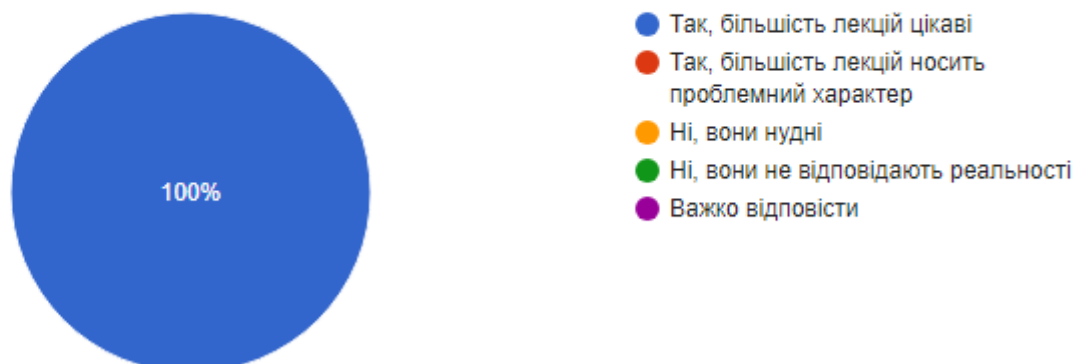 100%
Так, більшість лекцій цікаві
Так, більшість лекцій носить
проблемний характер
Ні, вони нудні
Ні, вони не відповідають реальності
Важко відповісти